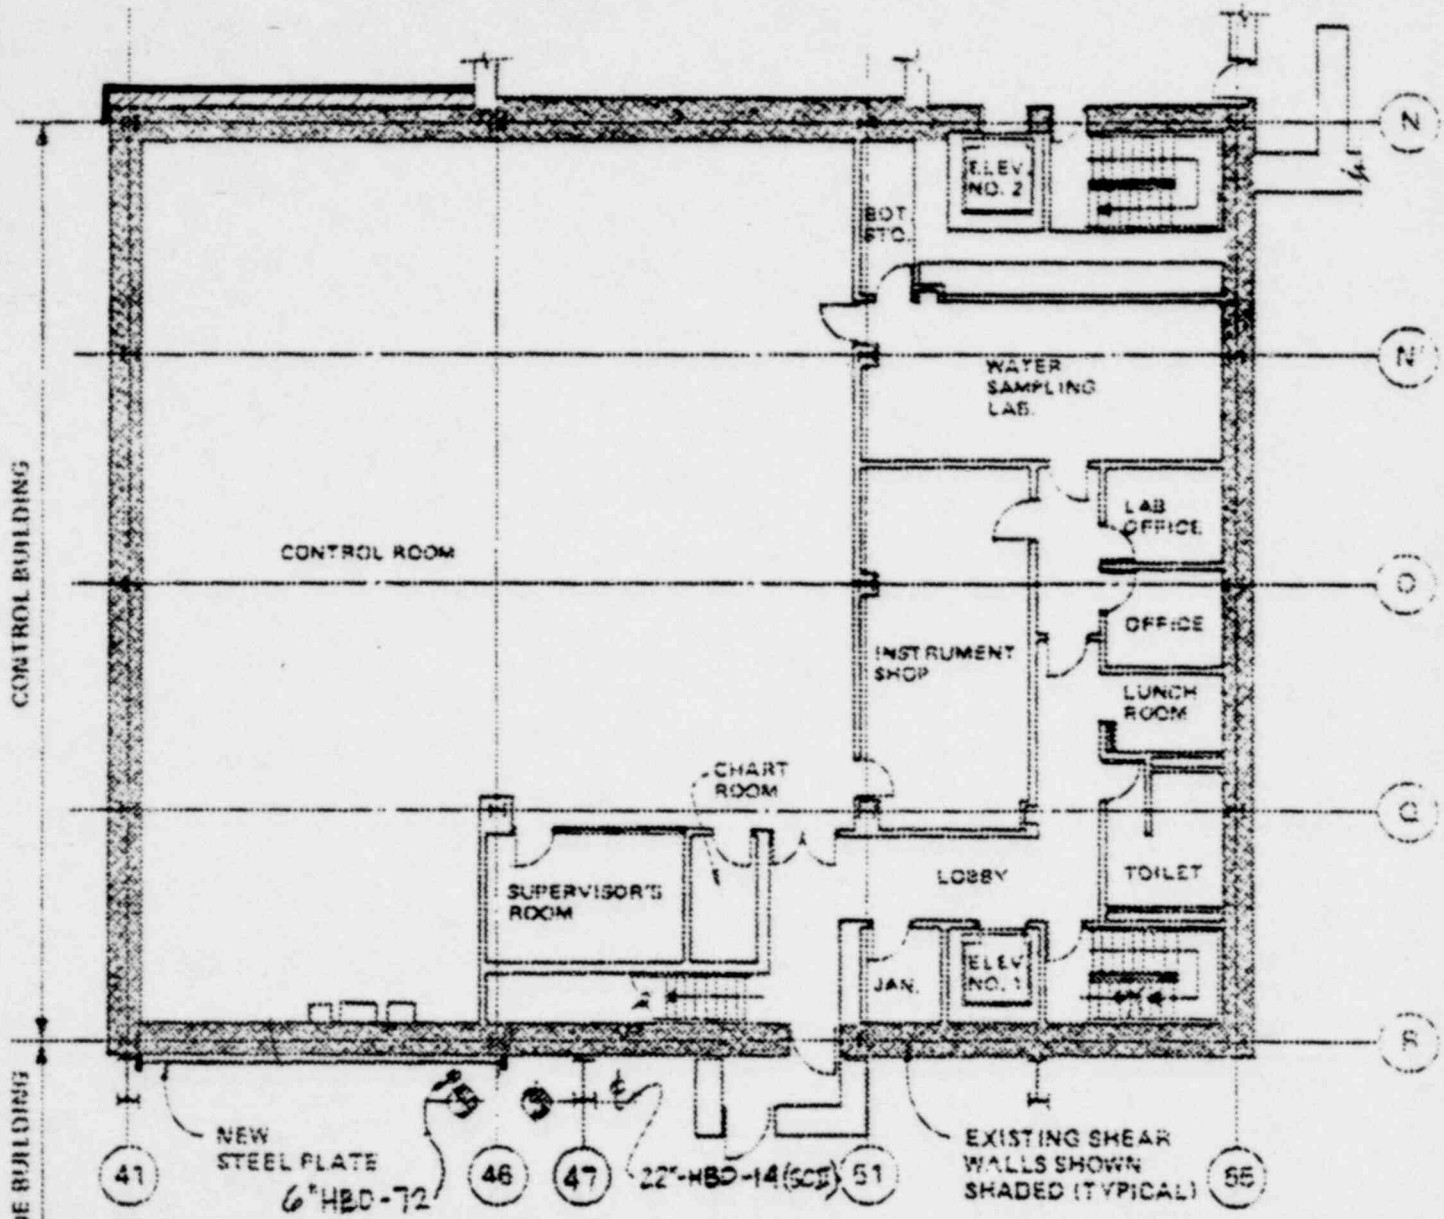 N
ELEV.
NO. 2
BOT.
STO.
N'
WATER
SAMPLING
LAB.
CONTROL BUILDING
LAB
OFFICE
CONTROL ROOM
O
OFFICE
INSTRUMENT
SHOP
LUNCH
ROOM
CHART
ROOM
Q
SUPERVISOR'S
ROOM
LOBBY
TOILET
JAN.
ELEV
NO. 1
R
NEW
STEEL PLATE
6"HBD-72
22"-HBD-14(SCII)
EXISTING SHEAR
WALLS SHOWN
SHADED (TYPICAL)
41
46
47
51
55
BUILDING